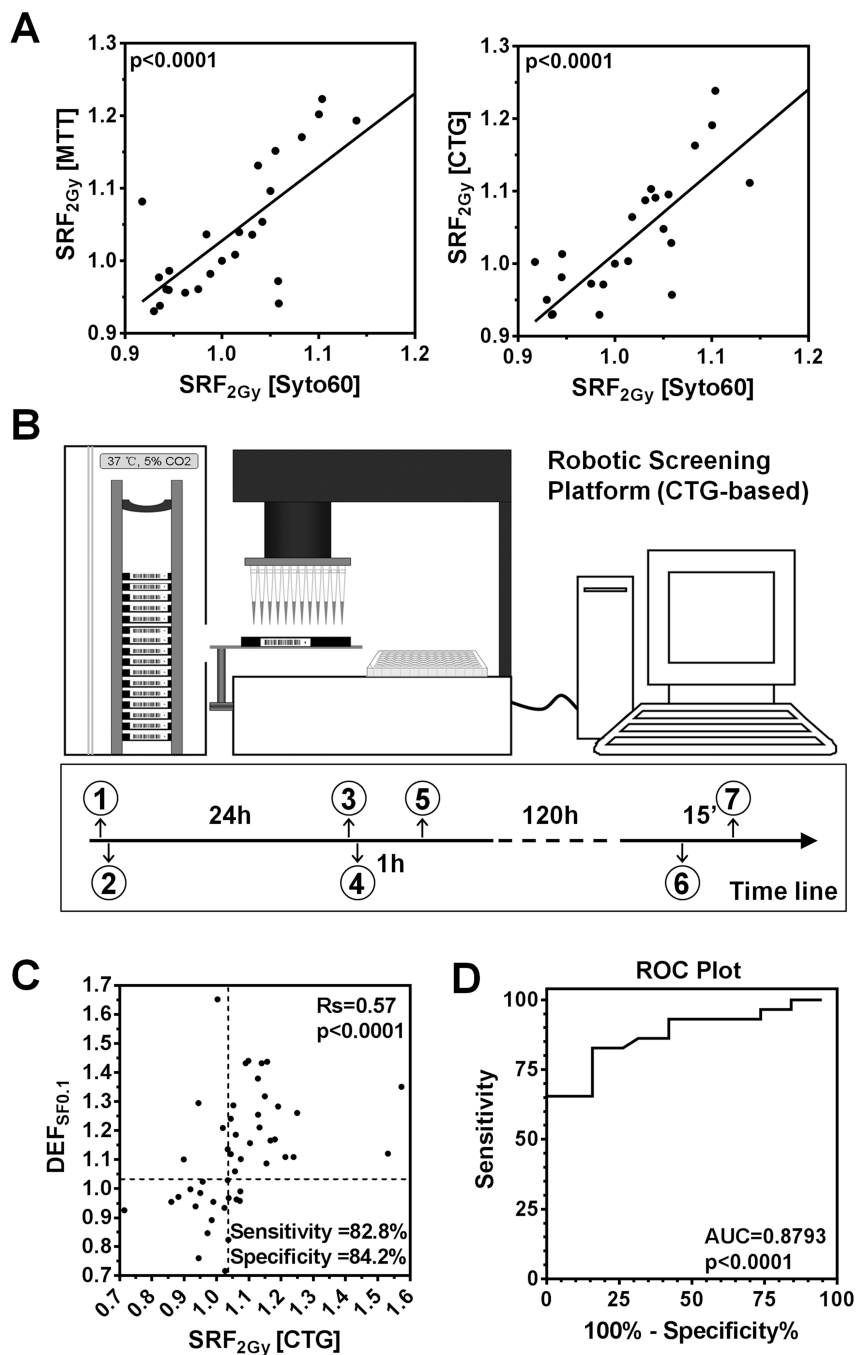 A
p<0.0001
1.3
1.2
1.1
1.0
0.9
SRF2Gy [MTT]
0.9
1.0
1.1
1.2
SRF2Gy [Syto60]
p<0.0001
1.3
1.2
1.1
1.0
0.9
SRF2Gy [CTG]
0.9
1.0
1.1
1.2
SRF2Gy [Syto60]
B
37 ℃, 5% CO2
Robotic Screening
Platform (CTG-based)
1
24h
3
5
120h
15'
7
2
4
1h
6
Time line
C
1.7
1.6
1.5
1.4
1.3
1.2
1.1
1.0
0.9
0.8
0.7
DEFSF0.1
Rs=0.57
p<0.0001
Sensitivity =82.8%
Specificity =84.2%
0.7
0.8
0.9
1.0
1.1
1.2
1.3
1.4
1.5
1.6
SRF2Gy [CTG]
D
ROC Plot
100
75
50
25
0
Sensitivity
AUC=0.8793
p<0.0001
0
25
50
75
100
100% - Specificity%